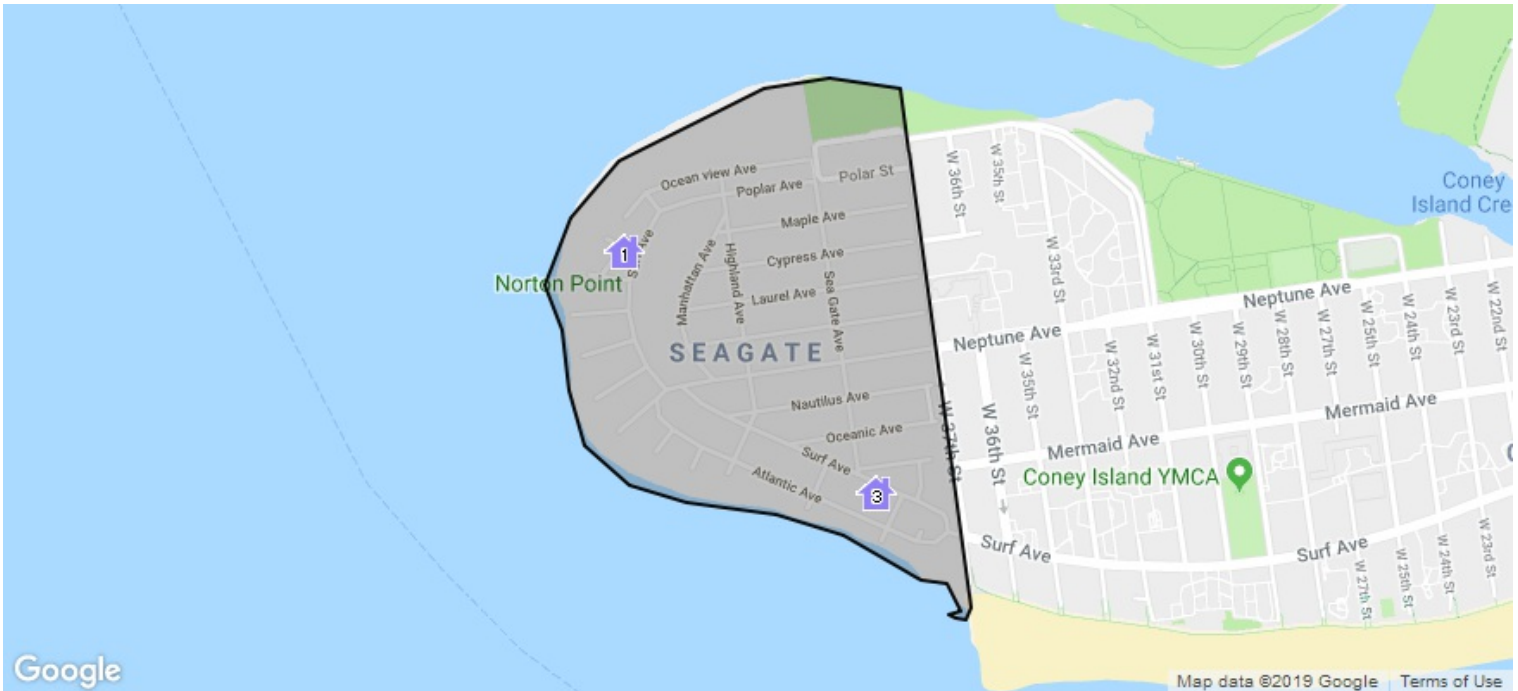 Ocean view Ave
Poplar Ave
Polar St
Maple Ave
Cypress Ave
Laurel Ave
Manhattan Ave
Highland Ave
Sea Gate Ave
1
Norton Point
SEAGATE
Nautilus Ave
Oceanic Ave
Surf Ave
Atlantic Ave
3
W 37th St
W 36th St
W 36th St
W 35th St
W 33rd St
Neptune Ave
Neptune Ave
W 35th St
W 32nd St
W 31st St
W 30th St
W 29th St
W 28th St
W 27th St
W 25th St
W 24th St
W 23rd St
W 22nd St
Coney
Island Cre
Mermaid Ave
Mermaid Ave
Coney Island YMCA
Surf Ave
Surf Ave
W 27th St
W 25th St
W 24th St
W 23rd St
Google
Map data ©2019 Google
Terms of Use